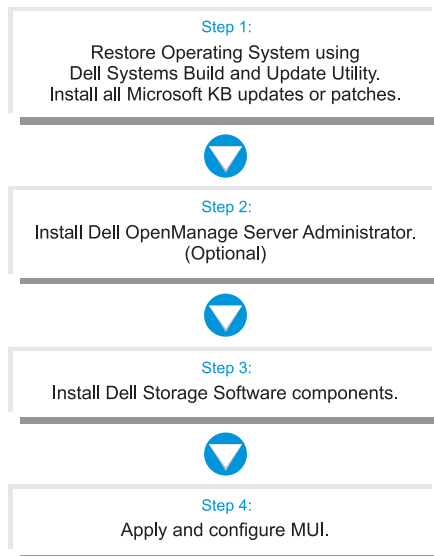 Step 1:
Restore Operating System using
Dell Systems Build and Update Utility.
Install all Microsoft KB updates or patches.
Step 2:
Install Dell OpenManage Server Administrator.
(Optional)
Step 3:
Install Dell Storage Software components.
Step 4:
Apply and configure MUI.